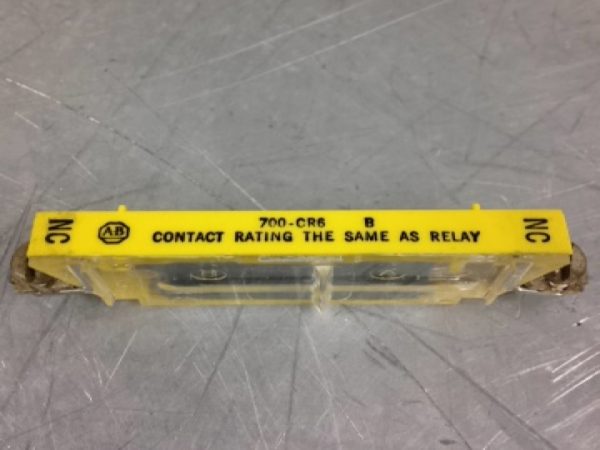 NC
AB
700-CR6 B
CONTACT RATING THE SAME AS RELAY
NC